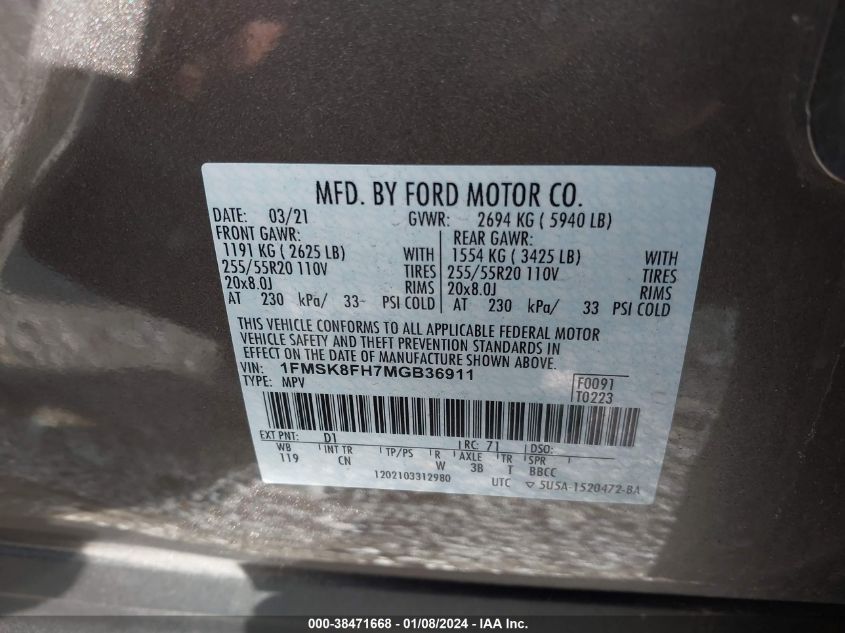 MFD. BY FORD MOTOR CO.
DATE: 03/21 GVWR: 2694 KG ( 5940 LB)
FRONT GAWR: REAR GAWR:
1191 KG ( 2625 LB) WITH 1554 KG ( 3425 LB) WITH
255/55R20 110V TIRES 255/55R20 110V TIRES
20x8.0J RIMS 20x8.0J RIMS
AT 230 kPa/ 33 PSI COLD AT 230 kPa/ 33 PSI COLD
THIS VEHICLE CONFORMS TO ALL APPLICABLE FEDERAL MOTOR
VEHICLE SAFETY AND THEFT PREVENTION STANDARDS IN
EFFECT ON THE DATE OF MANUFACTURE SHOWN ABOVE.
VIN: 1FMSK8FH7MGB36911
TYPE: MPV F0091
T0223
EXT PNT: D1 RC: 71 DSO:
WB INT TR TP/PS R AXLE TR SPR
119 CN W 3B T BBCC
1202103312980 UTC ▽ 5U5A-1520472-BA
000-38471668 | 01/08/2024 - IAA Inc.